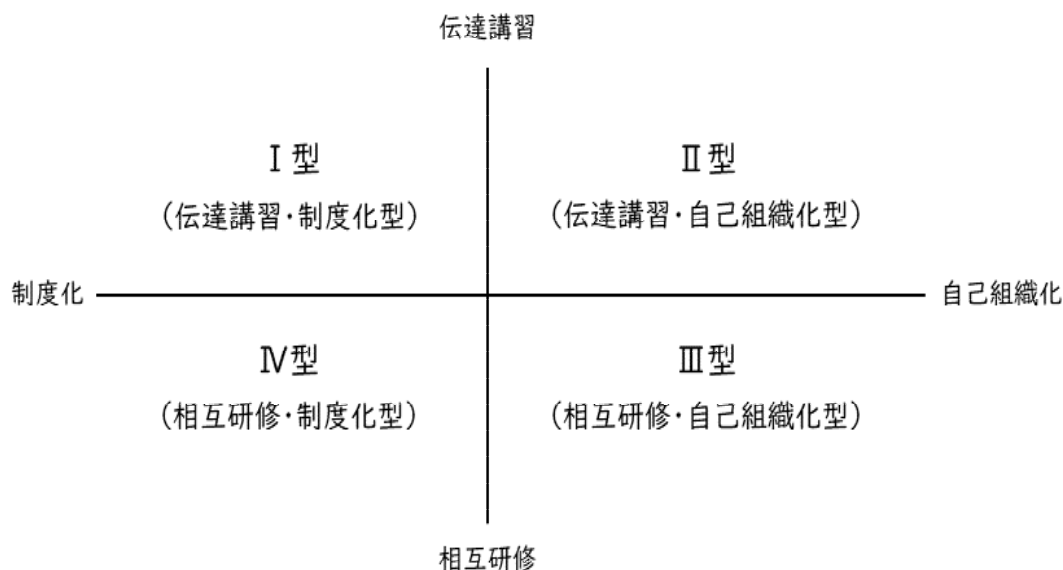 伝達講習
Ⅰ型
Ⅱ型
(伝達講習・制度化型)
(伝達講習・自己組織化型)
制度化
自己組織化
Ⅳ型
Ⅲ型
(相互研修・制度化型)
(相互研修・自己組織化型)
相互研修